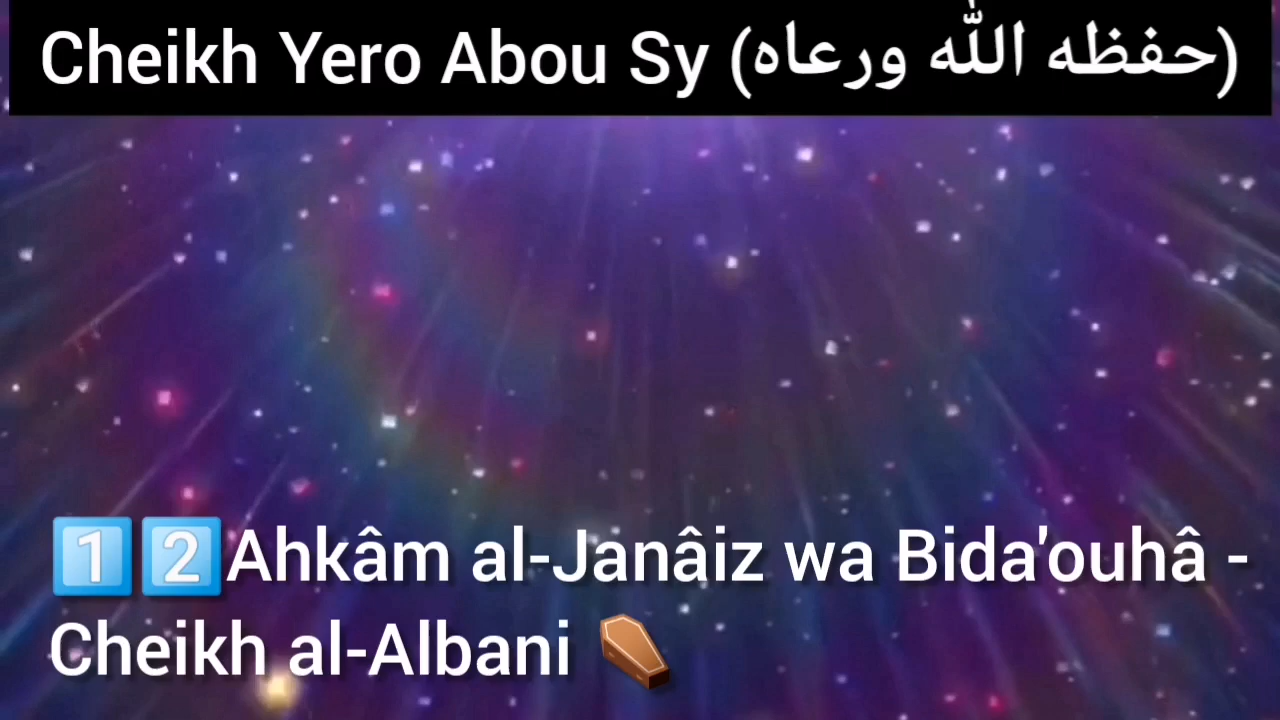 Cheikh Yero Abou Sy (حفظه الله ورعاه)
1️⃣2️⃣Ahkâm al-Janâiz wa Bida'ouhâ -
Cheikh al-Albani ⚰️